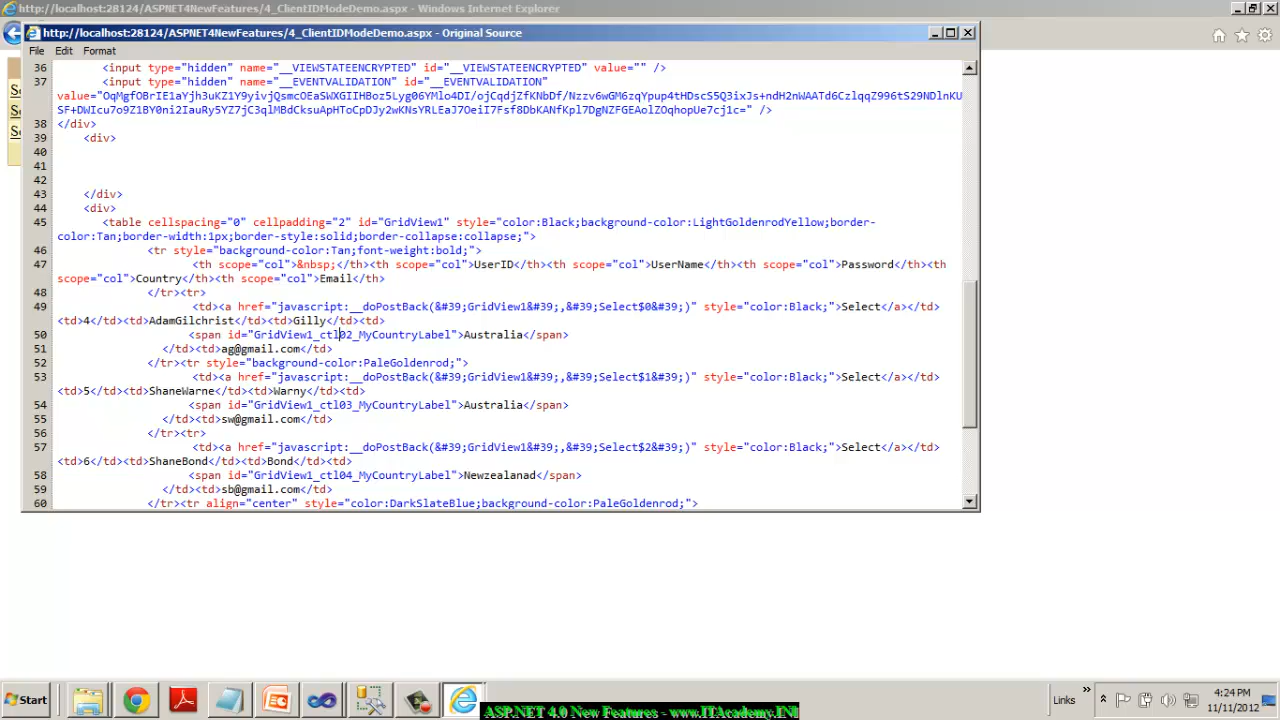 http://localhost:28124/ASPNET4NewFeatures/4_ClientIDModeDemo.aspx - Windows Internet Explorer
http://localhost:28124/ASPNET4NewFeatures/4_ClientIDModeDemo.aspx - Original Source
File Edit Format
36 <input type="hidden" name="__VIEWSTATEENCRYPTED" id="__VIEWSTATEENCRYPTED" value="" />
37 <input type="hidden" name="__EVENTVALIDATION" id="__EVENTVALIDATION"
38 </div>
39 <div>
40
41
42
43 </div>
44 <div>
45 <table cellspacing="0" cellpadding="2" id="GridView1" style="color:Black;background-color:LightGoldenrodYellow;border-
color:Tan;border-width:1px;border-style:solid;border-collapse:collapse;">
46 <tr style="background-color:Tan;font-weight:bold;">
47 <th scope="col">&nbsp;</th><th scope="col">UserID</th><th scope="col">UserName</th><th scope="col">Password</th><th
scope="col">Country</th><th scope="col">Email</th>
48 </tr><tr>
49 <td><a href="javascript:__doPostBack(&#39;GridView1&#39;,&#39;Select$0&#39;)" style="color:Black;">Select</a></td>
<td>4</td><td>AdamGilchrist</td><td>Gilly</td><td>
50 <span id="GridView1_ctl02_MyCountryLabel">Australia</span>
51 </td><td>ag@gmail.com</td>
52 </tr><tr style="background-color:PaleGoldenrod;">
53 <td><a href="javascript:__doPostBack(&#39;GridView1&#39;,&#39;Select$1&#39;)" style="color:Black;">Select</a></td>
<td>5</td><td>ShaneWarne</td><td>Warny</td><td>
54 <span id="GridView1_ctl03_MyCountryLabel">Australia</span>
55 </td><td>sw@gmail.com</td>
56 </tr><tr>
57 <td><a href="javascript:__doPostBack(&#39;GridView1&#39;,&#39;Select$2&#39;)" style="color:Black;">Select</a></td>
<td>6</td><td>ShaneBond</td><td>Bond</td><td>
58 <span id="GridView1_ctl04_MyCountryLabel">Newzealanad</span>
59 </td><td>sb@gmail.com</td>
60 </tr><tr align="center" style="color:DarkSlateBlue;background-color:PaleGoldenrod;">
Start
Links
4:24 PM
11/11/2012
ASP.NET 4.0 New Features - www.ITAcademy.INf